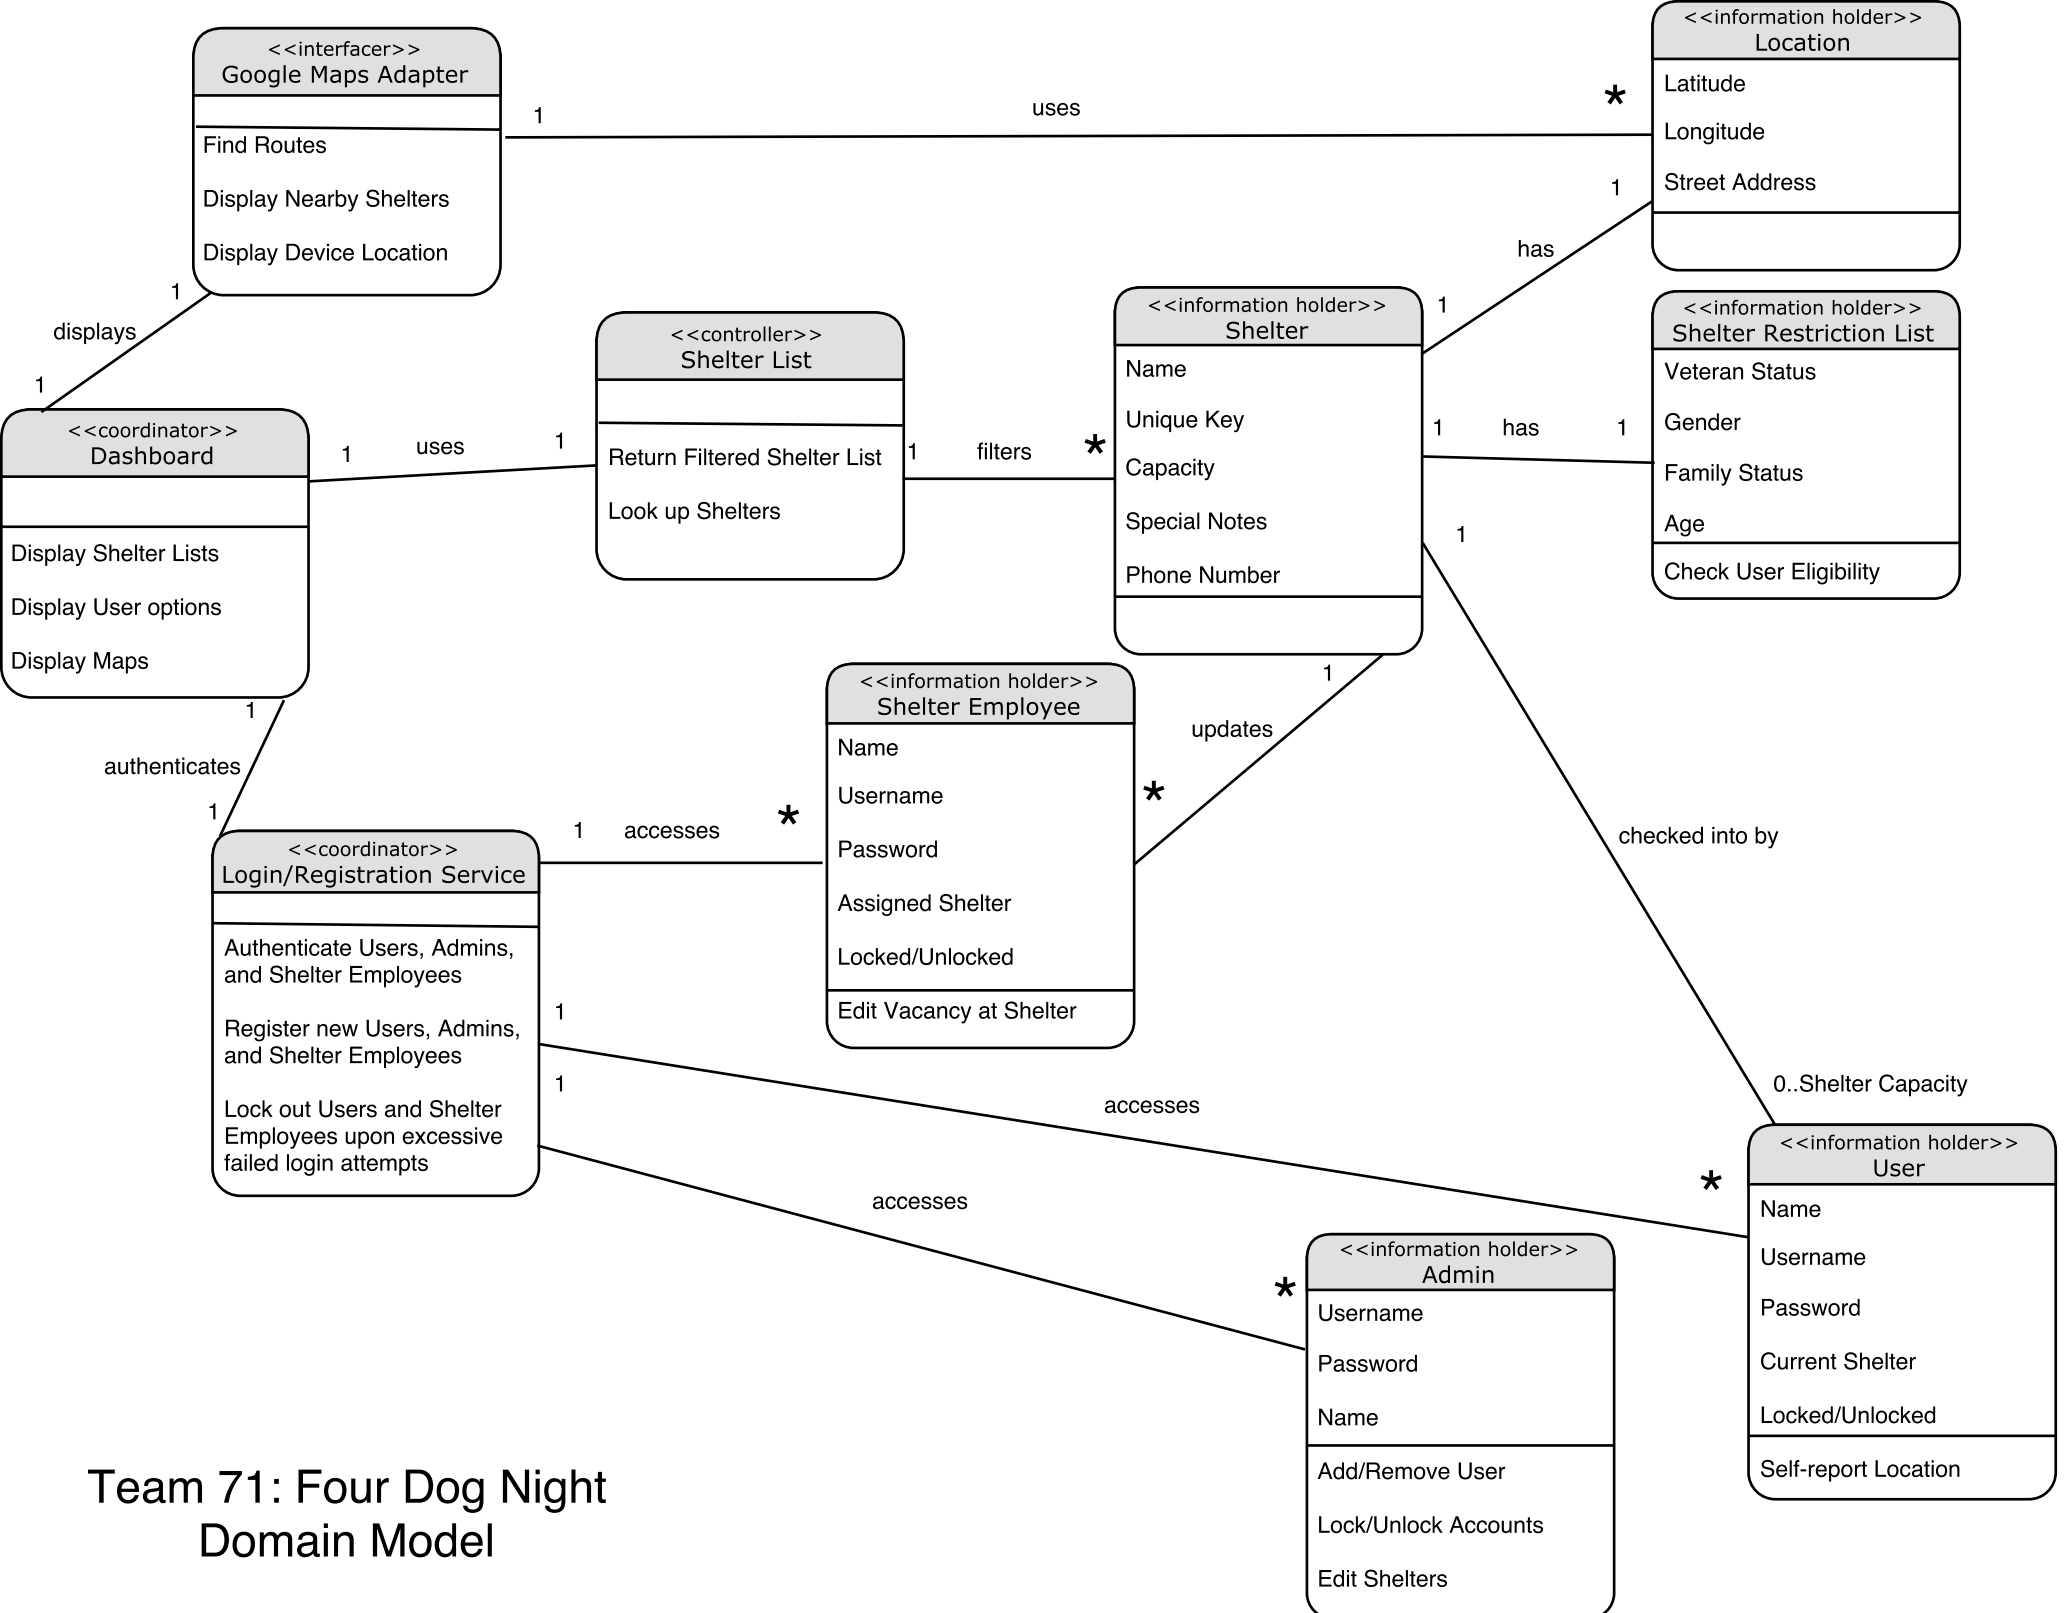 <<interfacer>>
Google Maps Adapter
Find Routes
Display Nearby Shelters
Display Device Location
1
uses
*
<<information holder>>
Location
Latitude
Longitude
Street Address
1
has
1
1
displays
1
<<coordinator>>
Dashboard
Display Shelter Lists
Display User options
Display Maps
1
uses
1
<<controller>>
Shelter List
Return Filtered Shelter List
Look up Shelters
1
filters
*
<<information holder>>
Shelter
Name
Unique Key
Capacity
Special Notes
Phone Number
1
has
1
<<information holder>>
Shelter Restriction List
Veteran Status
Gender
Family Status
Age
Check User Eligibility
1
checked into by
0..Shelter Capacity
1
updates
*
<<information holder>>
Shelter Employee
Name
Username
Password
Assigned Shelter
Locked/Unlocked
Edit Vacancy at Shelter
1
authenticates
1
<<coordinator>>
Login/Registration Service
Authenticate Users, Admins,
and Shelter Employees
Register new Users, Admins,
and Shelter Employees
Lock out Users and Shelter
Employees upon excessive
failed login attempts
1
accesses
*
1
accesses
*
1
accesses
*
<<information holder>>
User
Name
Username
Password
Current Shelter
Locked/Unlocked
Self-report Location
<<information holder>>
Admin
Username
Password
Name
Add/Remove User
Lock/Unlock Accounts
Edit Shelters
Team 71: Four Dog Night
Domain Model